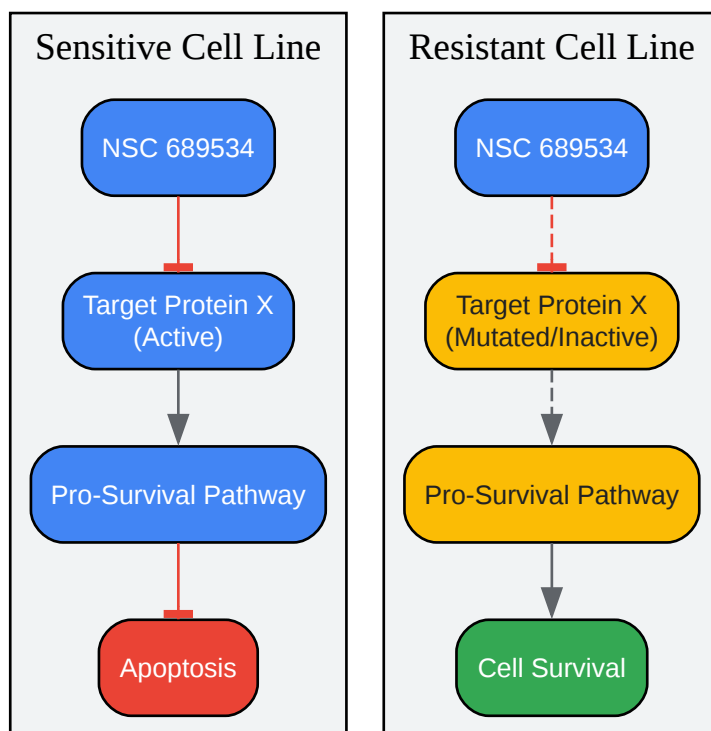 Sensitive Cell Line
NSC 689534
Target Protein X
(Active)
Pro-Survival Pathway
Apoptosis
Resistant Cell Line
NSC 689534
Target Protein X
(Mutated/Inactive)
Pro-Survival Pathway
Cell Survival